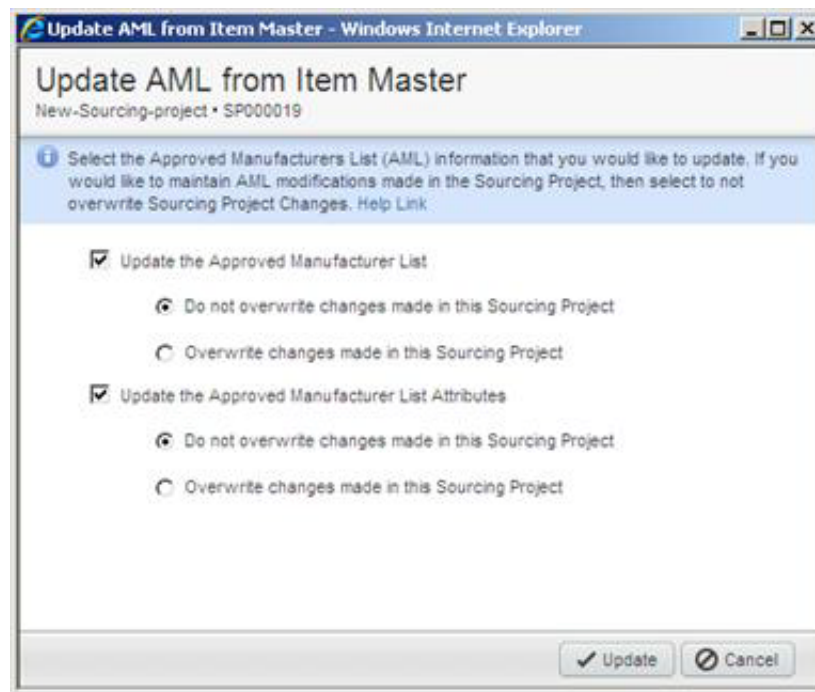 Update AML from Item Master - Windows Internet Explorer
Update AML from Item Master
New-Sourcing-project • SP000019
Select the Approved Manufacturers List (AML) information that you would like to update. If you
would like to maintain AML modifications made in the Sourcing Project, then select to not
overwrite Sourcing Project Changes. Help Link
Update the Approved Manufacturer List
Do not overwrite changes made in this Sourcing Project
Overwrite changes made in this Sourcing Project
Update the Approved Manufacturer List Attributes
Do not overwrite changes made in this Sourcing Project
Overwrite changes made in this Sourcing Project
Update Cancel